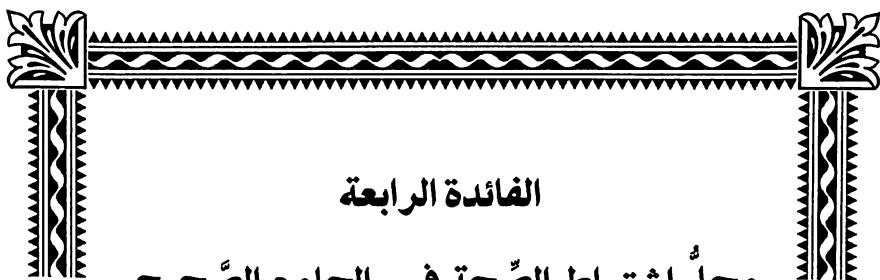 الفائدة الرابعة
محلُّ اشتراط الصِّحة في الجامع الصَّحيح